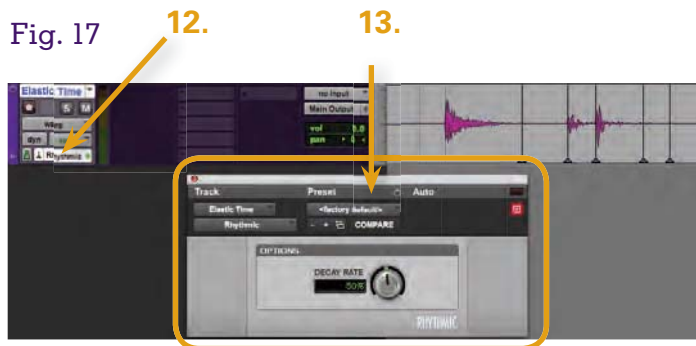 Fig. 17
12.
13.
Elastic Time
S M
no input
Main Output
vol
pan
dyn
Rhythmic
Track Preset Auto
Elastic Time <factory default>
Rhythmic - + COMPARE
OPTIONS
DECAY RATE
50%
RHYTHMIC